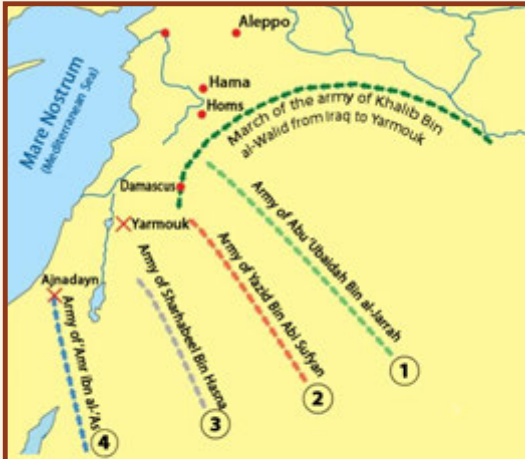 Aleppo
Hama
Homs
Mare Nostrum
(Mediterranean Sea)
March of the army of Khalib Bin
al-Walid from Iraq to Yarmouk
Damascus
Yarmouk
Ajnadayn
Army of Abu 'Ubaidah Bin al-Jarrah
Army of Yazid Bin Abi Sufyan
Army of Sharhabeel Bin Hasna
Army of 'Amr ibn al-'As
1
2
3
4